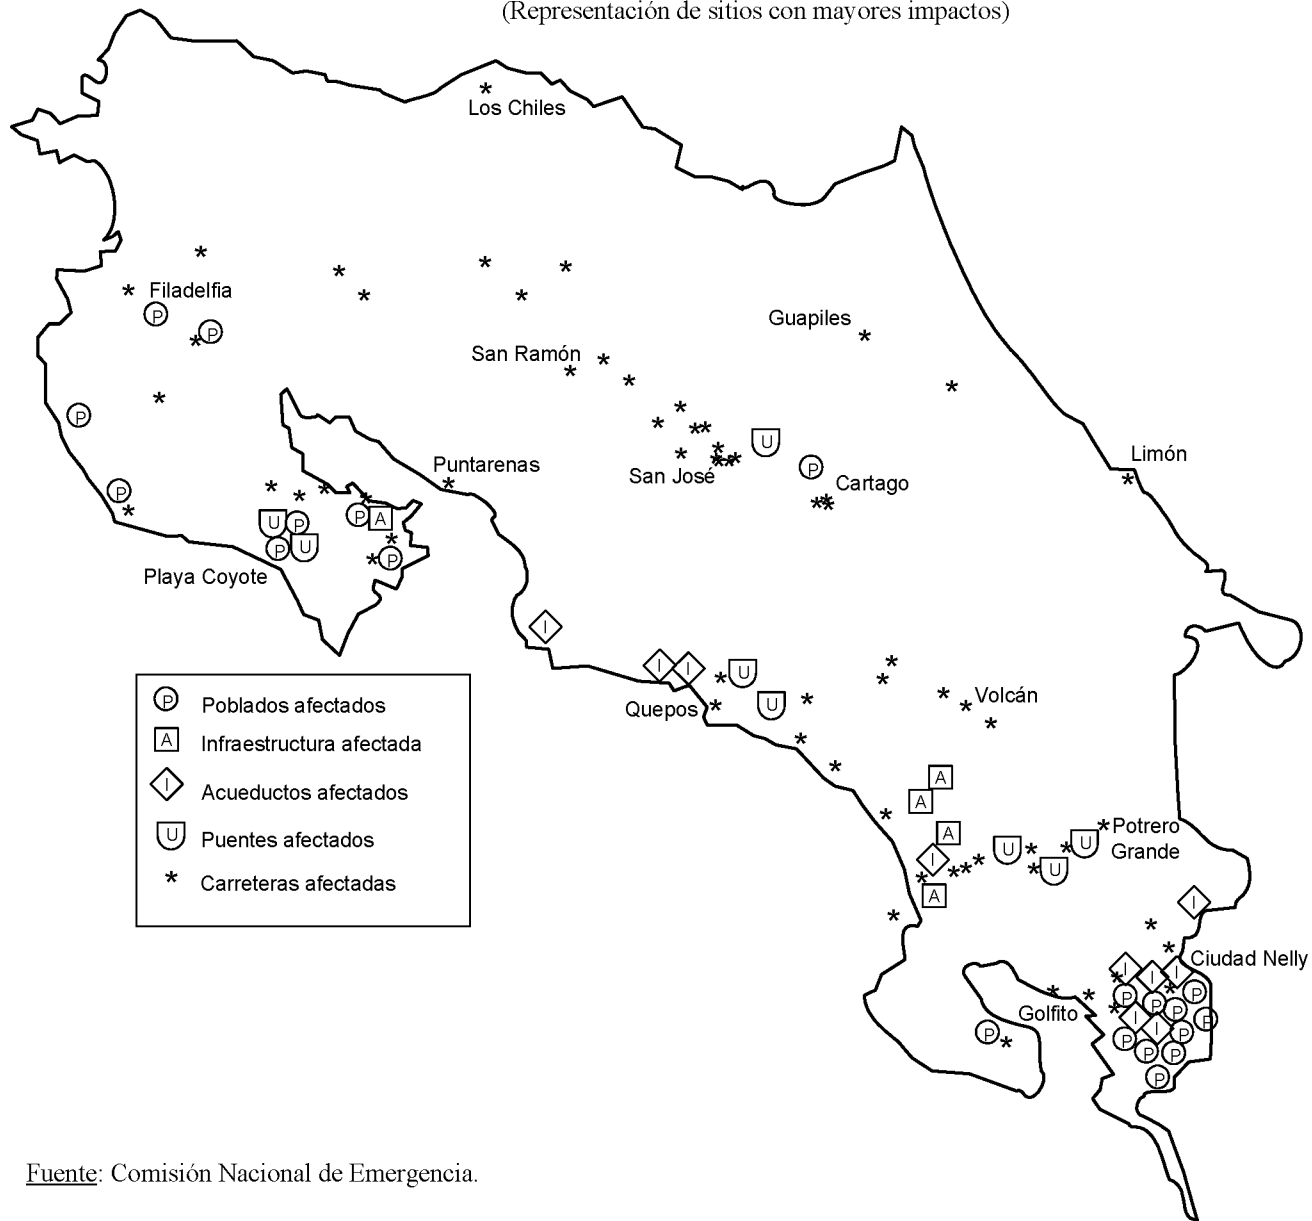 (Representación de sitios con mayores impactos)
Los Chiles
Filadelfia
P
P
Guapiles
San Ramón
P
U
Limón
Puntarenas
P
San José
Cartago
P
U
P
P
A
P
U
P
Playa Coyote
I
I
I
U
Quepos
U
Volcán
P
Poblados afectados
A
Infraestructura afectada
I
Acueductos afectados
U
Puentes afectados
* Carreteras afectadas
A
A
A
I
A
U
U
U
Potrero
Grande
I
Ciudad Nelly
I
I
I
P
P
P
P
Golfito
I
I
P
P
P
P
P
P
P
Fuente: Comisión Nacional de Emergencia.